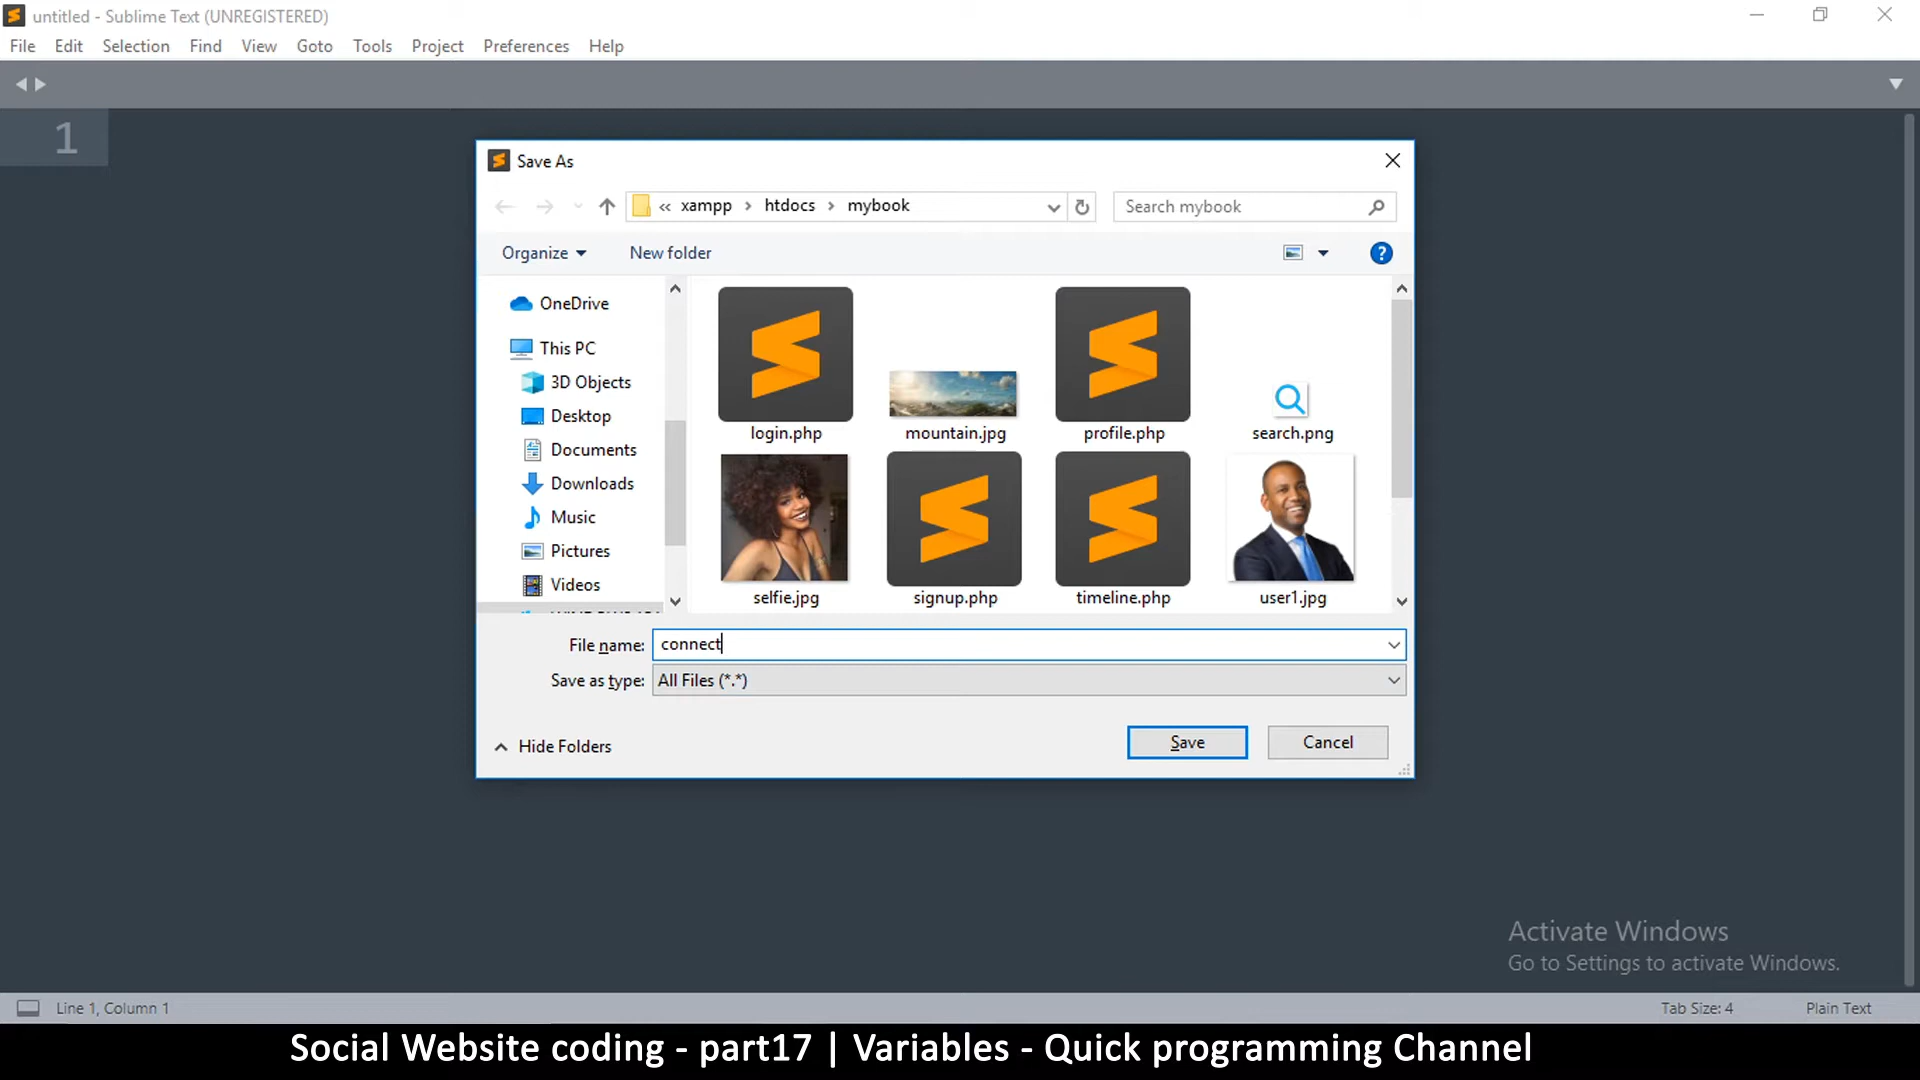 untitled - Sublime Text (UNREGISTERED)
File Edit Selection Find View Goto Tools Project Preferences Help
1
Save As
« xampp › htdocs › mybook
Search mybook
Organize New folder
?
OneDrive
This PC
3D Objects
Desktop
Documents
Downloads
Music
Pictures
Videos
login.php mountain.jpg profile.php search.png
selfie.jpg signup.php timeline.php user1.jpg
File name: connect
Save as type: All Files (*.*)
Hide Folders Save Cancel
Activate Windows
Go to Settings to activate Windows.
Line 1, Column 1 Tab Size: 4 Plain Text
Social Website coding - part17 | Variables - Quick programming Channel